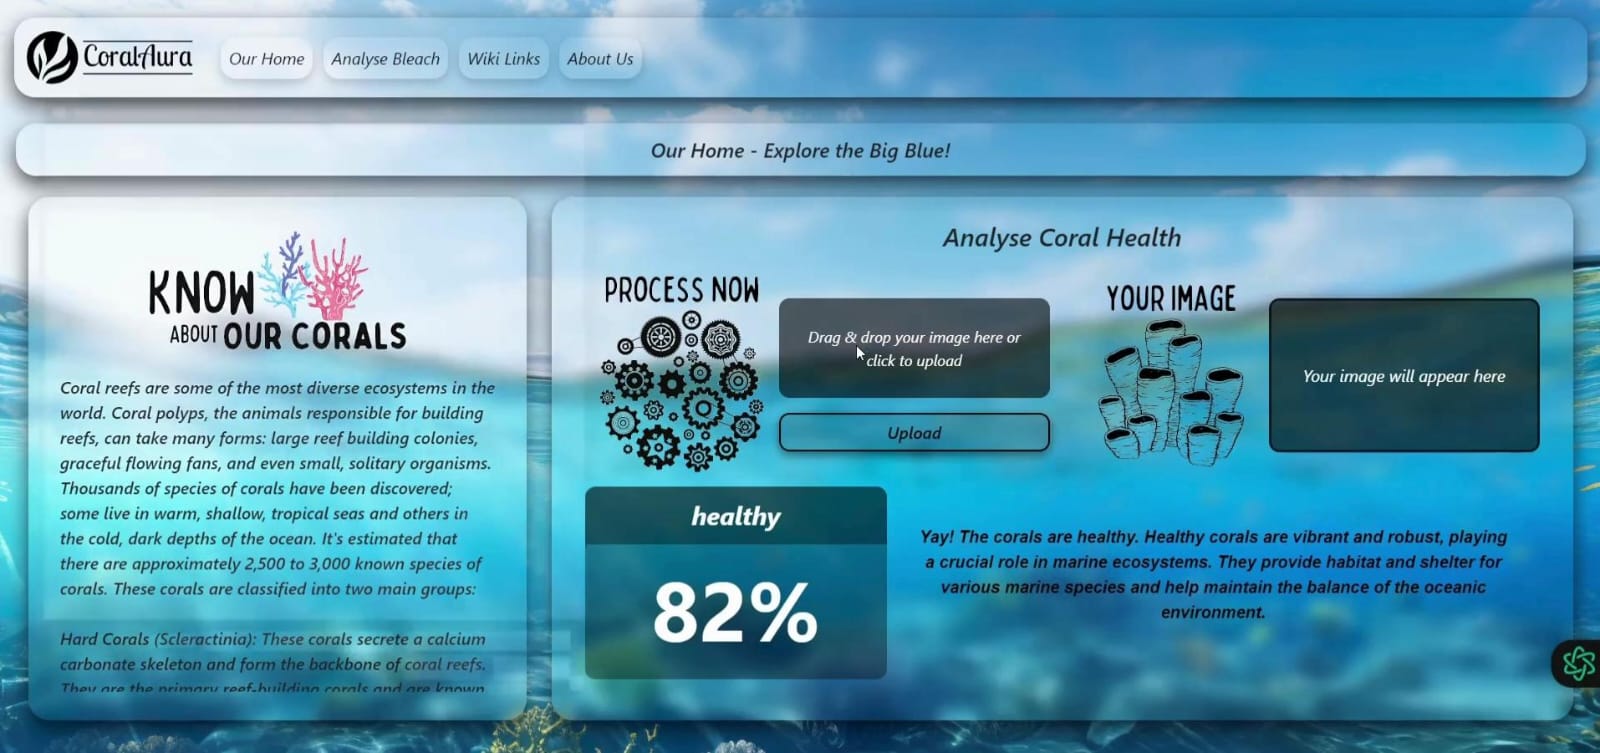 CoralAura
Our Home
Analyse Bleach
Wiki Links
About Us
Our Home - Explore the Big Blue!
KNOW
ABOUT OUR CORALS
Coral reefs are some of the most diverse ecosystems in the
world. Coral polyps, the animals responsible for building
reefs, can take many forms: large reef building colonies,
graceful flowing fans, and even small, solitary organisms.
Thousands of species of corals have been discovered;
some live in warm, shallow, tropical seas and others in
the cold, dark depths of the ocean. It's estimated that
there are approximately 2,500 to 3,000 known species of
corals. These corals are classified into two main groups:
Hard Corals (Scleractinia): These corals secrete a calcium
carbonate skeleton and form the backbone of coral reefs.
They are the primary reef-building corals and are known
Analyse Coral Health
PROCESS NOW
Drag & drop your image here or
click to upload
Upload
YOUR IMAGE
Your image will appear here
healthy
82%
Yay! The corals are healthy. Healthy corals are vibrant and robust, playing
a crucial role in marine ecosystems. They provide habitat and shelter for
various marine species and help maintain the balance of the oceanic
environment.